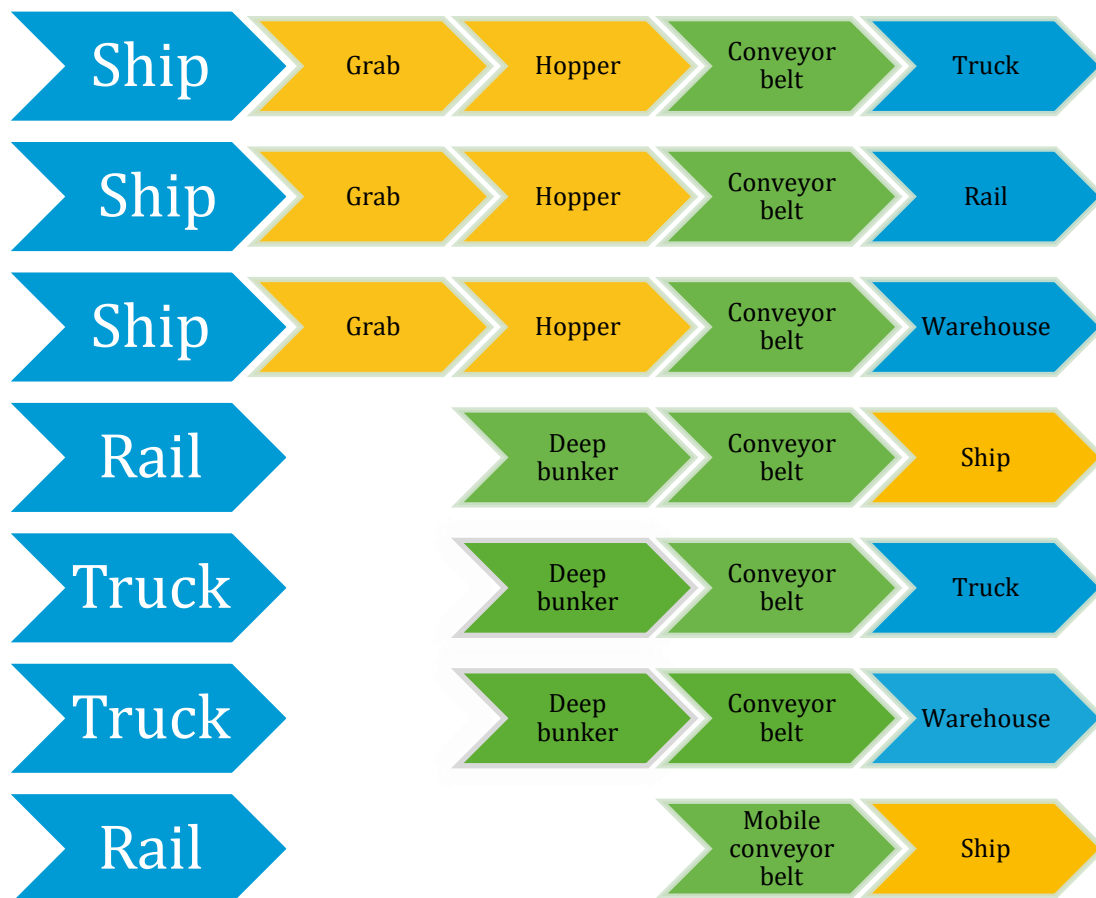 Ship
Grab
Hopper
Conveyor
belt
Truck
Ship
Grab
Hopper
Conveyor
belt
Rail
Ship
Grab
Hopper
Conveyor
belt
Warehouse
Rail
Deep
bunker
Conveyor
belt
Ship
Truck
Deep
bunker
Conveyor
belt
Truck
Truck
Deep
bunker
Conveyor
belt
Warehouse
Rail
Mobile
conveyor
belt
Ship